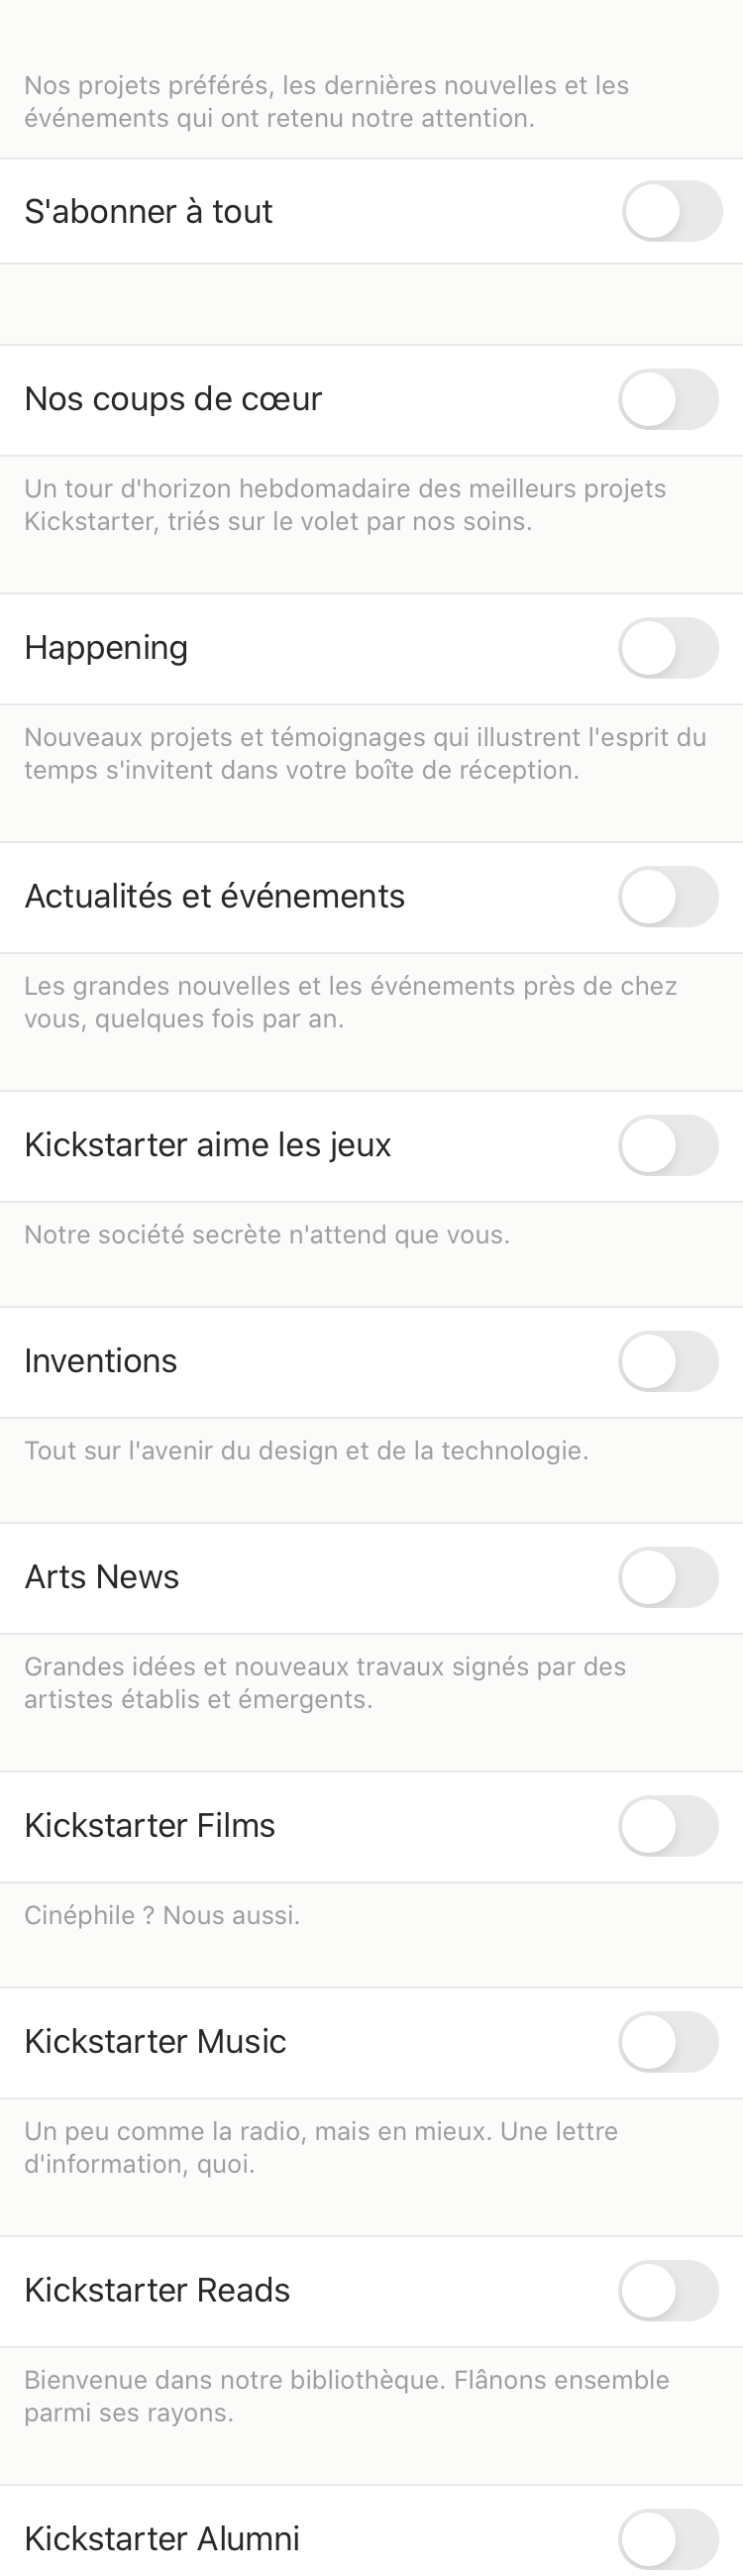 Nos projets préférés, les dernières nouvelles et les
événements qui ont retenu notre attention.
S'abonner à tout
Nos coups de cœur
Un tour d'horizon hebdomadaire des meilleurs projets
Kickstarter, triés sur le volet par nos soins.
Happening
Nouveaux projets et témoignages qui illustrent l'esprit du
temps s'invitent dans votre boîte de réception.
Actualités et événements
Les grandes nouvelles et les événements près de chez
vous, quelques fois par an.
Kickstarter aime les jeux
Notre société secrète n'attend que vous.
Inventions
Tout sur l'avenir du design et de la technologie.
Arts News
Grandes idées et nouveaux travaux signés par des
artistes établis et émergents.
Kickstarter Films
Cinéphile ? Nous aussi.
Kickstarter Music
Un peu comme la radio, mais en mieux. Une lettre
d'information, quoi.
Kickstarter Reads
Bienvenue dans notre bibliothèque. Flânons ensemble
parmi ses rayons.
Kickstarter Alumni